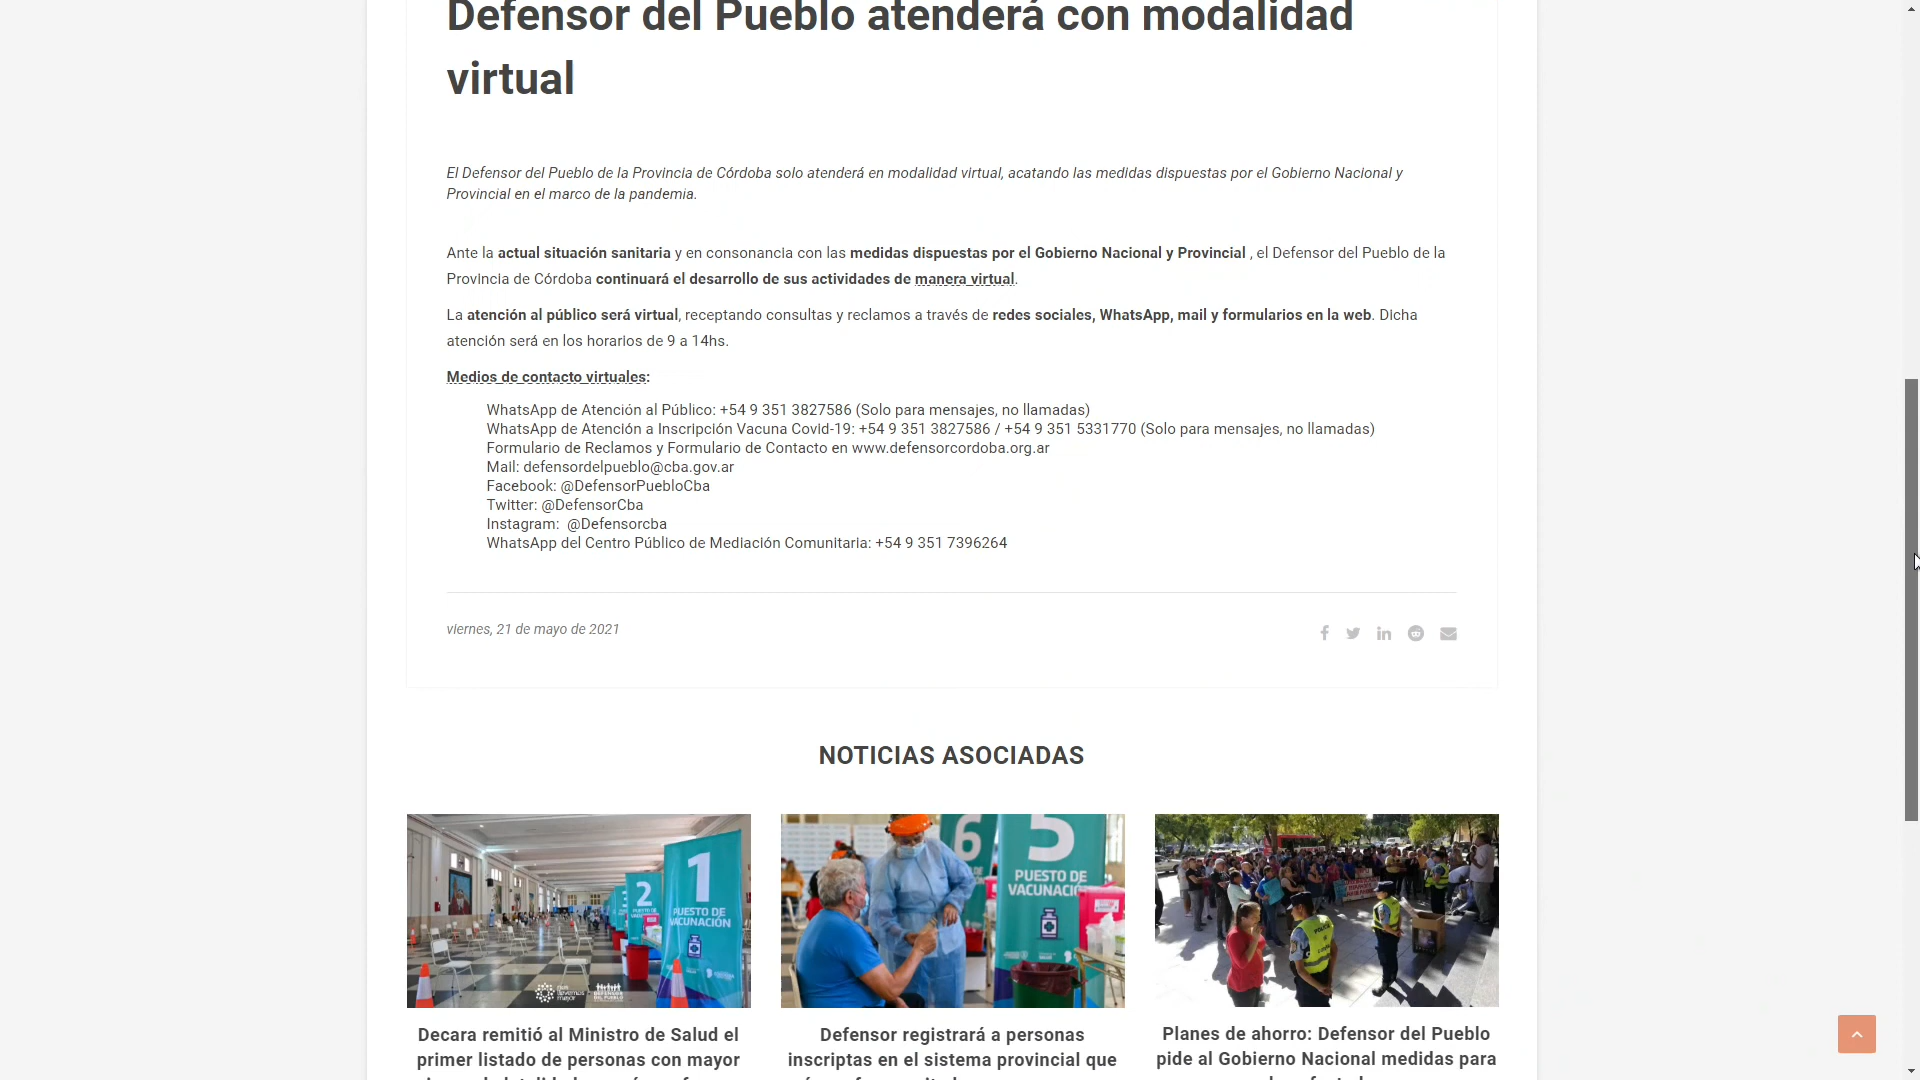 Defensor del Pueblo atenderá con modalidad
virtual
El Defensor del Pueblo de la Provincia de Córdoba solo atenderá en modalidad virtual, acatando las medidas dispuestas por el Gobierno Nacional y
Provincial en el marco de la pandemia.
Ante la actual situación sanitaria y en consonancia con las medidas dispuestas por el Gobierno Nacional y Provincial , el Defensor del Pueblo de la
Provincia de Córdoba continuará el desarrollo de sus actividades de manera virtual.
La atención al público será virtual, receptando consultas y reclamos a través de redes sociales, WhatsApp, mail y formularios en la web. Dicha
atención será en los horarios de 9 a 14hs.
Medios de contacto virtuales:
WhatsApp de Atención al Público: +54 9 351 3827586 (Solo para mensajes, no llamadas)
WhatsApp de Atención a Inscripción Vacuna Covid-19: +54 9 351 3827586 / +54 9 351 5331770 (Solo para mensajes, no llamadas)
Formulario de Reclamos y Formulario de Contacto en www.defensorcordoba.org.ar
Mail: defensordelpueblo@cba.gov.ar
Facebook: @DefensorPuebloCba
Twitter: @DefensorCba
Instagram: @Defensorcba
WhatsApp del Centro Público de Mediación Comunitaria: +54 9 351 7396264
viernes, 21 de mayo de 2021
NOTICIAS ASOCIADAS
1
2
PUESTO DE
VACUNACIÓN
6
5
PUESTO DE
VACUNACIÓN
POLICÍA
Decara remitió al Ministro de Salud el
primer listado de personas con mayor
Defensor registrará a personas
inscriptas en el sistema provincial que
Planes de ahorro: Defensor del Pueblo
pide al Gobierno Nacional medidas para